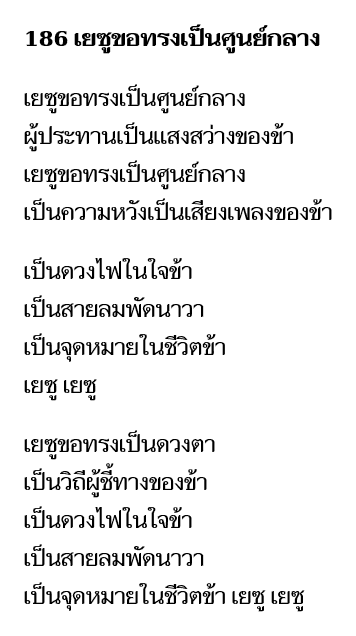 186 เยซูขอทรงเป็นศูนย์กลาง
เยซูขอทรงเป็นศูนย์กลาง
ผู้ประทานเป็นแสงสว่างของข้า
เยซูขอทรงเป็นศูนย์กลาง
เป็นความหวังเป็นเสียงเพลงของข้า
เป็นดวงไฟในใจข้า
เป็นสายลมพัดนาวา
เป็นจุดหมายในชีวิตข้า
เยซู เยซู
เยซูขอทรงเป็นดวงตา
เป็นวิถีผู้ชี้ทางของข้า
เป็นดวงไฟในใจข้า
เป็นสายลมพัดนาวา
เป็นจุดหมายในชีวิตข้า เยซู เยซู